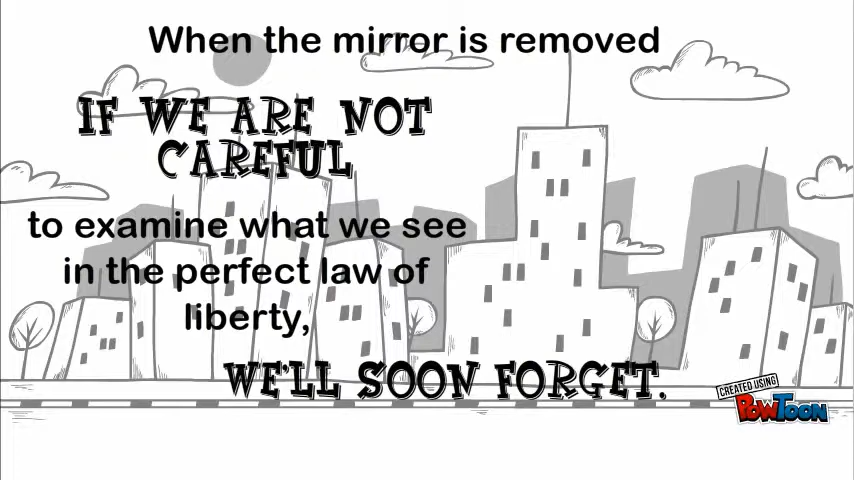 When the mirror is removed
IF WE ARE NOT
CAREFUL
to examine what we see
in the perfect law of
liberty,
WE'LL SOON FORGET.
CREATED USING
POWTOON